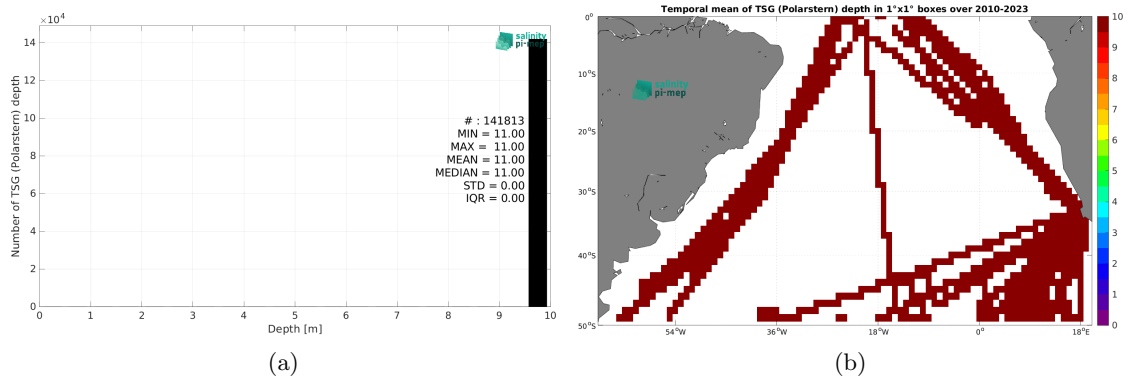 ×10⁴
14
12
10
8
6
4
2
0
Number of TSG (Polarstern) depth
salinity
pi-mep
# : 141813
MIN = 11.00
MAX = 11.00
MEAN = 11.00
MEDIAN = 11.00
STD = 0.00
IQR = 0.00
0 1 2 3 4 5 6 7 8 9 10
Depth [m]
(a)
Temporal mean of TSG (Polarstern) depth in 1°x1° boxes over 2010-2023
0°
10°S
20°S
30°S
40°S
50°S
salinity
pi-mep
54°W 36°W 18°W 0° 18°E
10
9
8
7
6
5
4
3
2
1
0
(b)